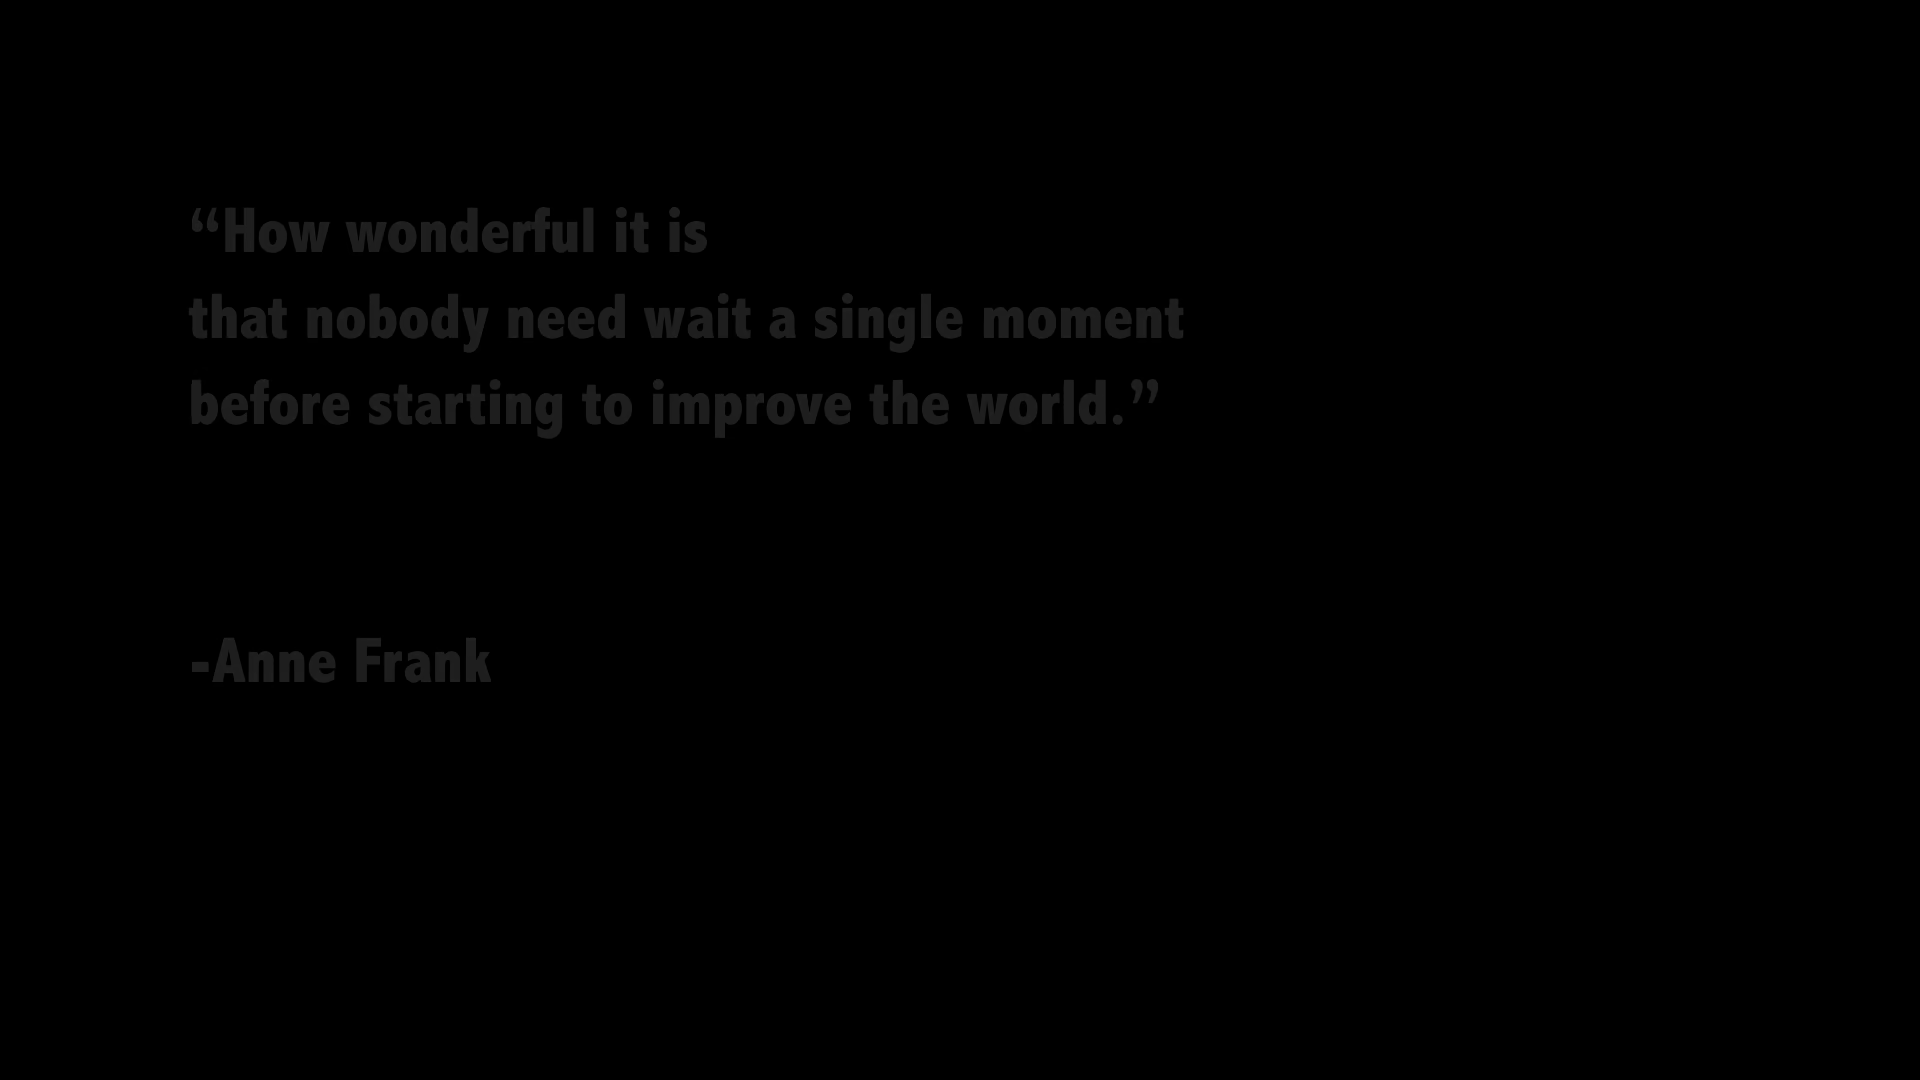 “How wonderful it is
that nobody need wait a single moment
before starting to improve the world.”
-Anne Frank